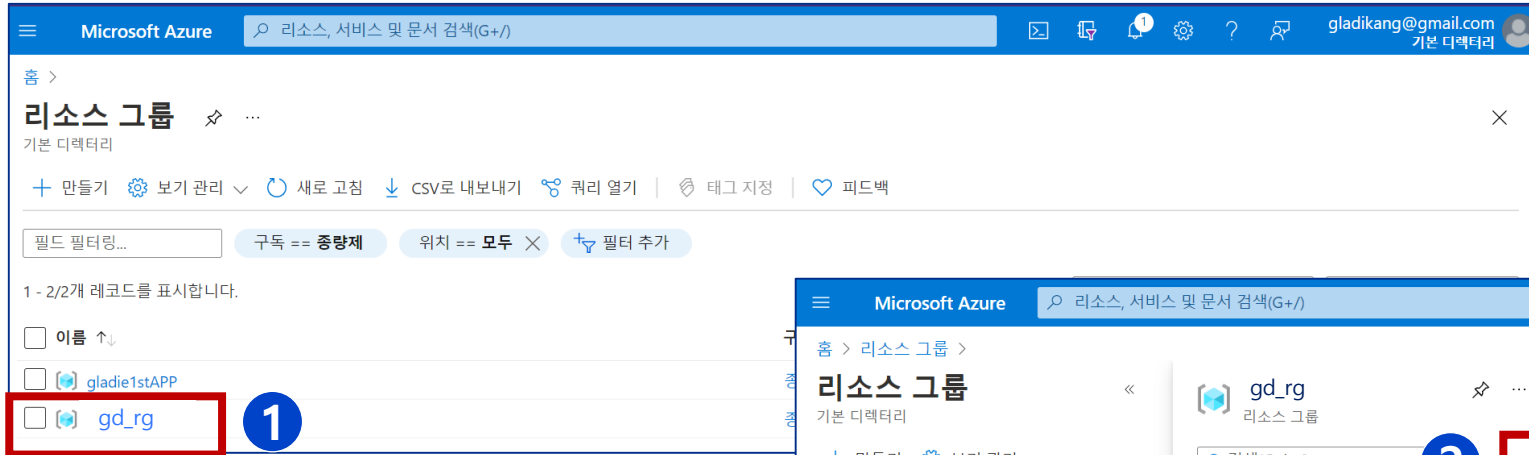 Microsoft Azure
리소스, 서비스 및 문서 검색(G+/)
1
gladikang@gmail.com
기본 디렉터리
홈 >
리소스 그룹 ...
기본 디렉터리
만들기 보기 관리 새로 고침 CSV로 내보내기 쿼리 열기 태그 지정 피드백
필드 필터링...
구독 == 종량제
위치 == 모두
필터 추가
1 - 2/2개 레코드를 표시합니다.
이름 ↑↓
gladie1stAPP
gd_rg
1
Microsoft Azure
리소스, 서비스 및 문서 검색(G+/)
홈 > 리소스 그룹 >
리소스 그룹 «
기본 디렉터리
gd_rg ...
리소스 그룹